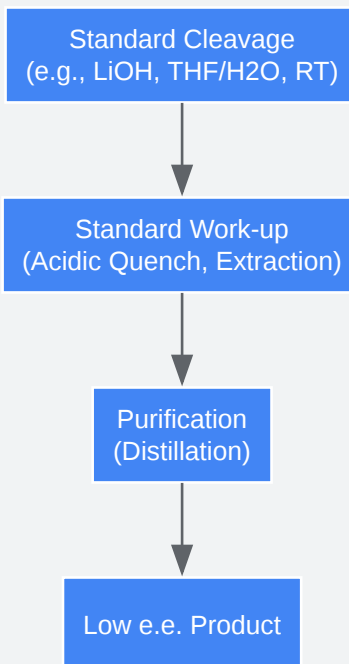 Standard Cleavage
(e.g., LiOH, THF/H2O, RT)
Standard Work-up
(Acidic Quench, Extraction)
Purification
(Distillation)
Low e.e. Product